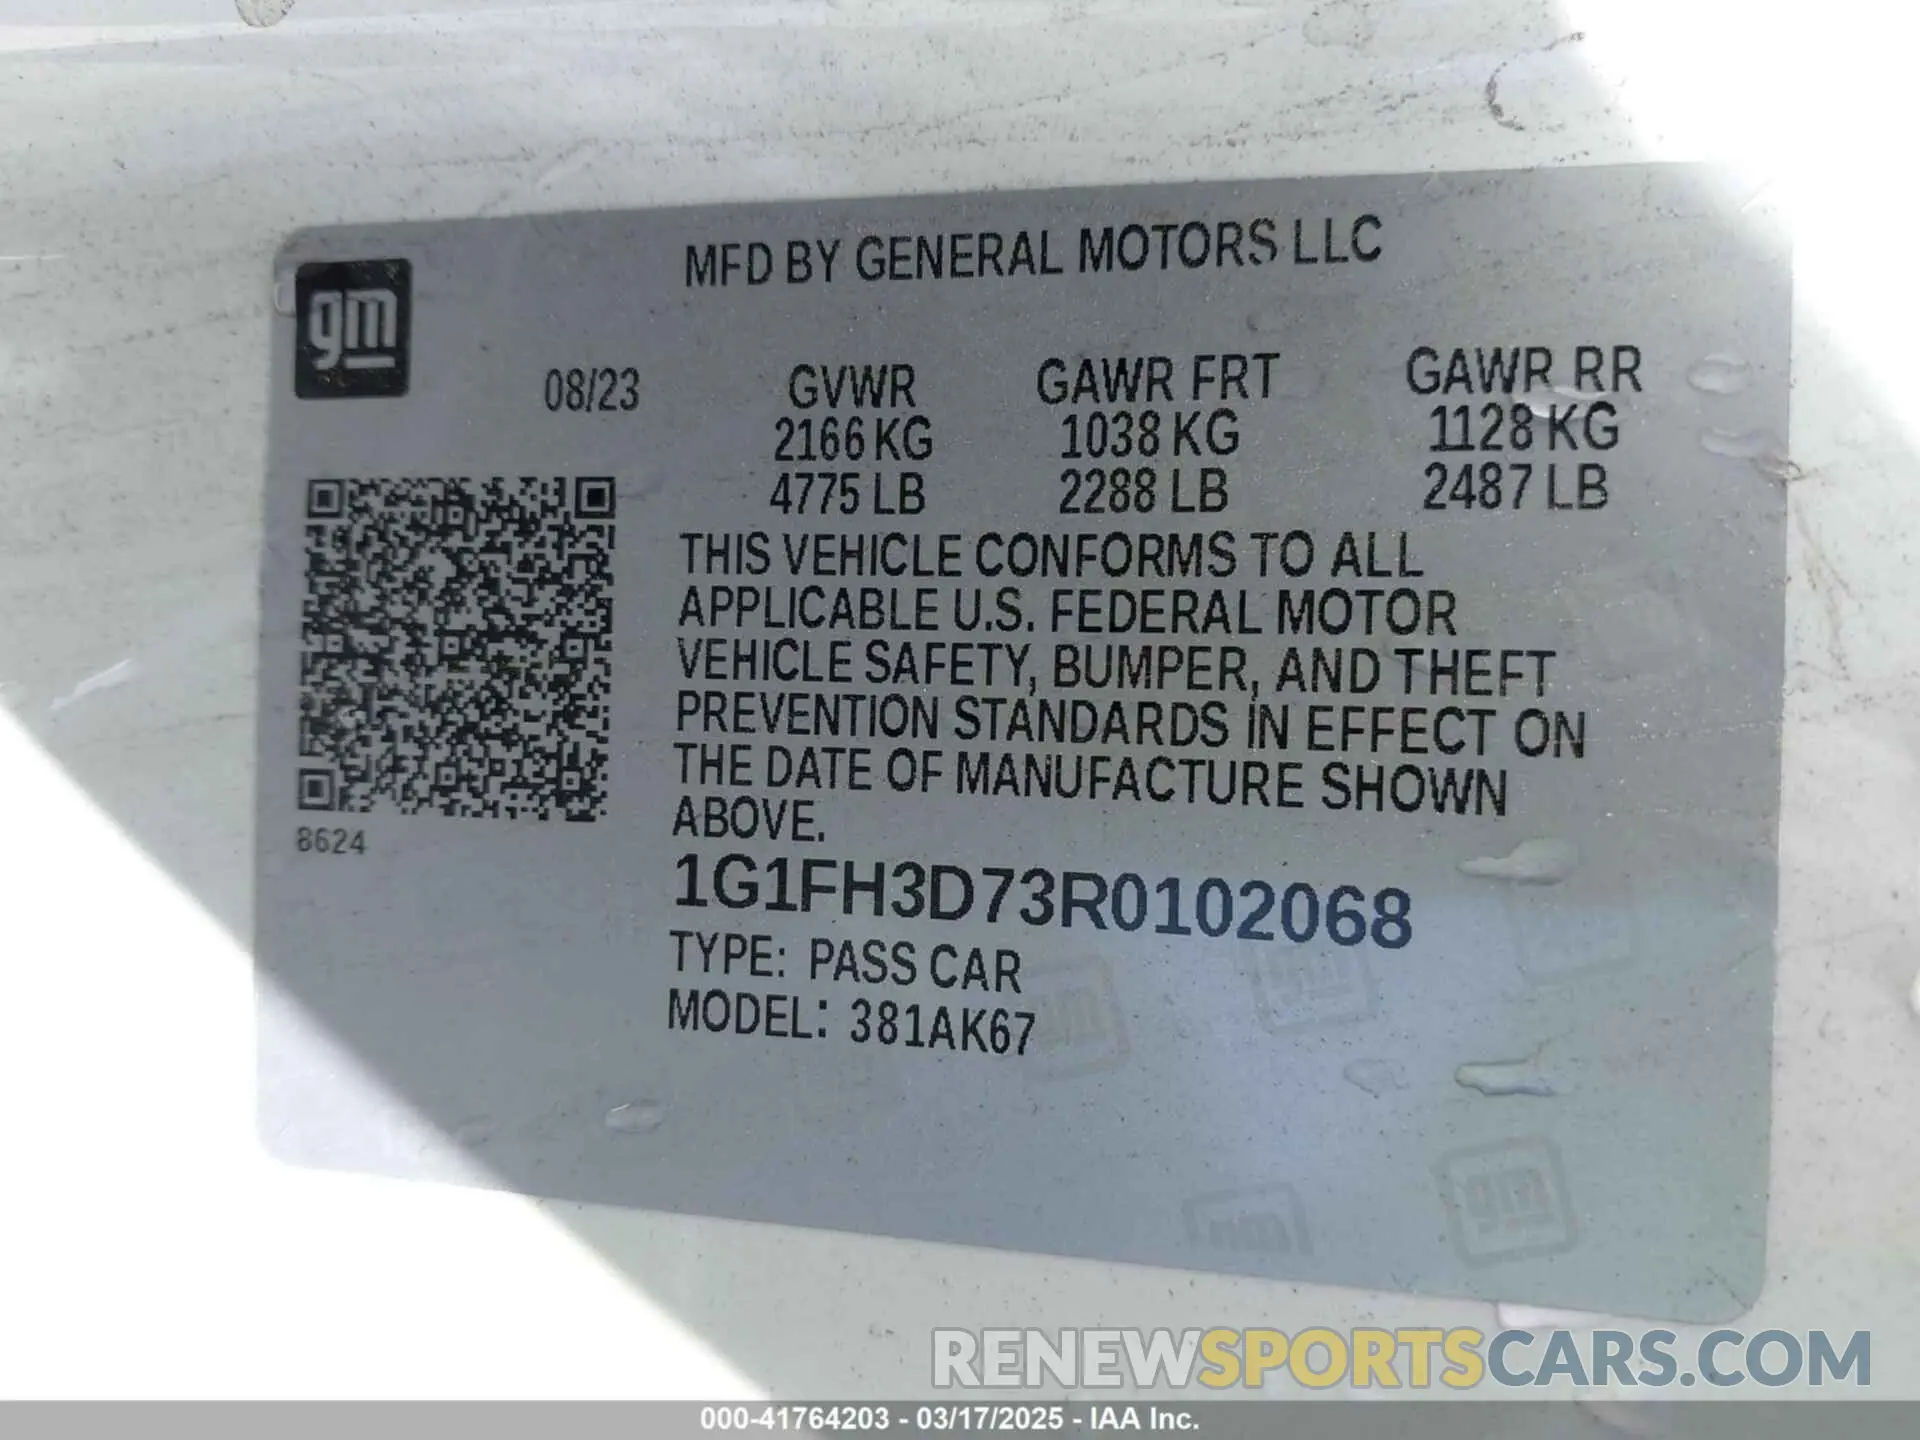 MFD BY GENERAL MOTORS LLC
gm
08/23 GVWR GAWR FRT GAWR RR
2166 KG 1038 KG 1128 KG
4775 LB 2288 LB 2487 LB
THIS VEHICLE CONFORMS TO ALL
APPLICABLE U.S. FEDERAL MOTOR
VEHICLE SAFETY, BUMPER, AND THEFT
PREVENTION STANDARDS IN EFFECT ON
THE DATE OF MANUFACTURE SHOWN
ABOVE.
8624
1G1FH3D73R0102068
TYPE: PASS CAR
MODEL: 381AK67
gm
gm
gm
RENEWSPORTSCARS.COM
000-41764203 - 03/17/2025 - IAA Inc.